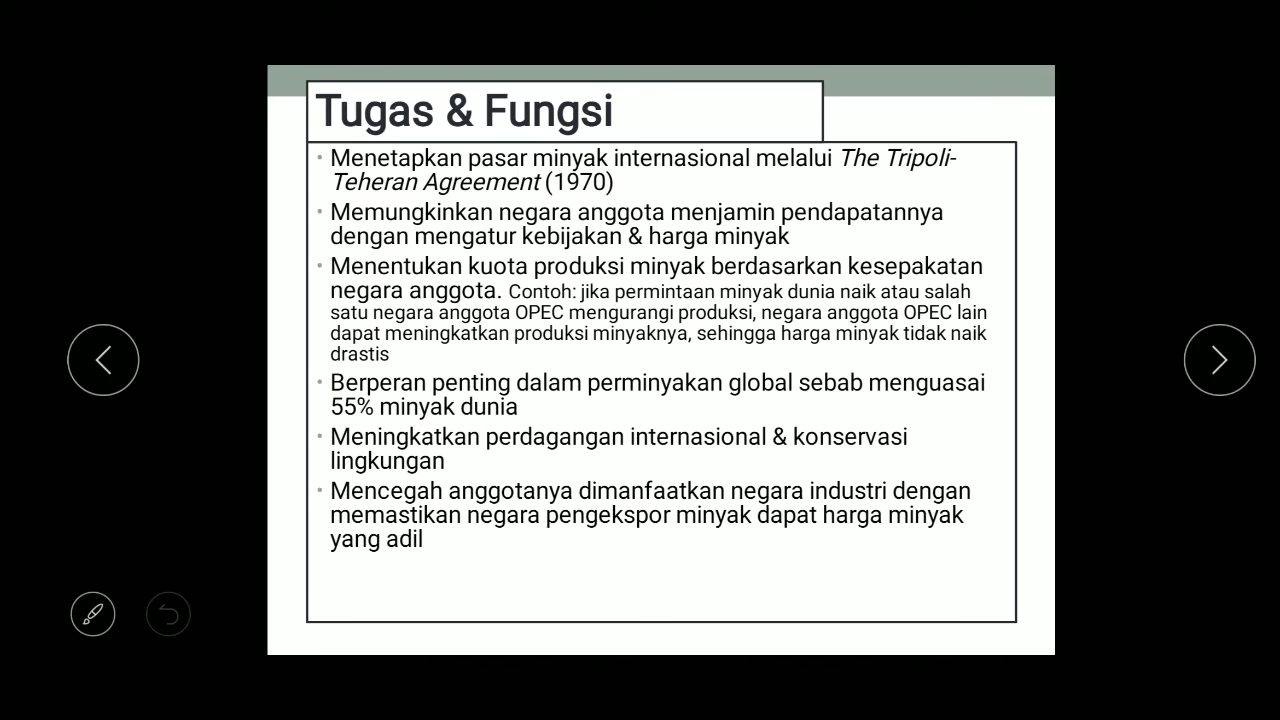 Tugas & Fungsi
• Menetapkan pasar minyak internasional melalui The Tripoli-
Teheran Agreement (1970)
• Memungkinkan negara anggota menjamin pendapatannya
dengan mengatur kebijakan & harga minyak
• Menentukan kuota produksi minyak berdasarkan kesepakatan
negara anggota. Contoh: jika permintaan minyak dunia naik atau salah
satu negara anggota OPEC mengurangi produksi, negara anggota OPEC lain
dapat meningkatkan produksi minyaknya, sehingga harga minyak tidak naik
drastis
• Berperan penting dalam perminyakan global sebab menguasai
55% minyak dunia
• Meningkatkan perdagangan internasional & konservasi
lingkungan
• Mencegah anggotanya dimanfaatkan negara industri dengan
memastikan negara pengekspor minyak dapat harga minyak
yang adil